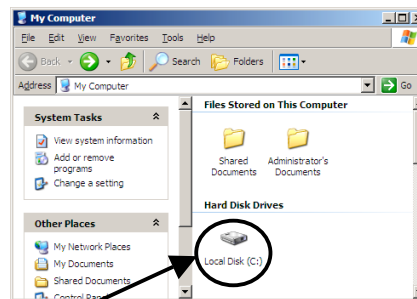 My Computer
File Edit View Favorites Tools Help
Back Search Folders
Address My Computer Go
System Tasks
View system information
Add or remove
programs
Change a setting
Other Places
My Network Places
My Documents
Shared Documents
Control Panel
Files Stored on This Computer
Shared
Documents
Administrator's
Documents
Hard Disk Drives
Local Disk (C:)